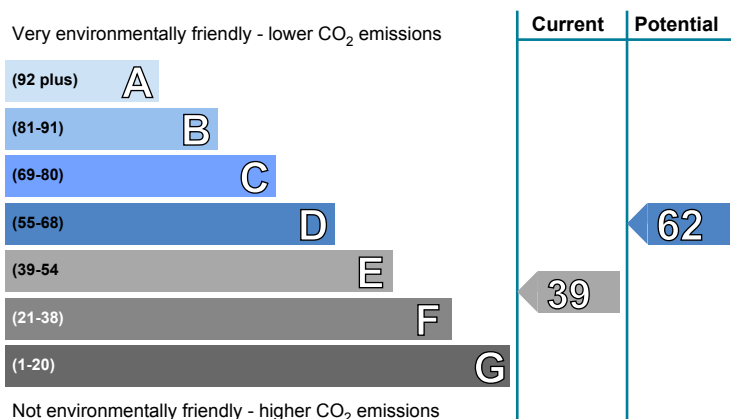 Very environmentally friendly - lower CO2 emissions
Current Potential
(92 plus) A
(81-91) B
(69-80) C
(55-68) D
62
(39-54 E
39
(21-38) F
(1-20) G
Not environmentally friendly - higher CO2 emissions